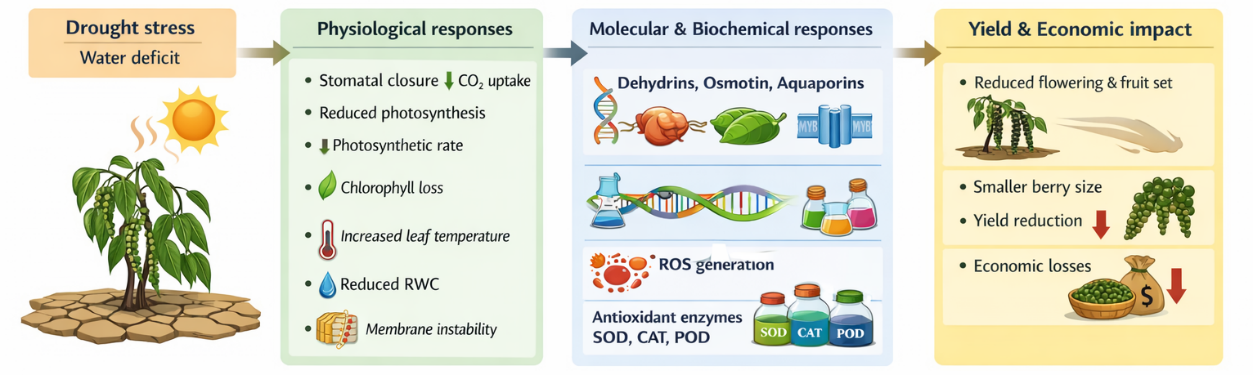 Drought stress
Water deficit
Physiological responses
• Stomatal closure ↓ CO₂ uptake
• Reduced photosynthesis
• ↓ Photosynthetic rate
• Chlorophyll loss
• Increased leaf temperature
• Reduced RWC
• Membrane instability
Molecular & Biochemical responses
Dehydrins, Osmotin, Aquaporins
MYB MYB
ROS generation
Antioxidant enzymes
SOD, CAT, POD
SOD CAT POD
Yield & Economic impact
• Reduced flowering & fruit set
• Smaller berry size
• Yield reduction
• Economic losses
$